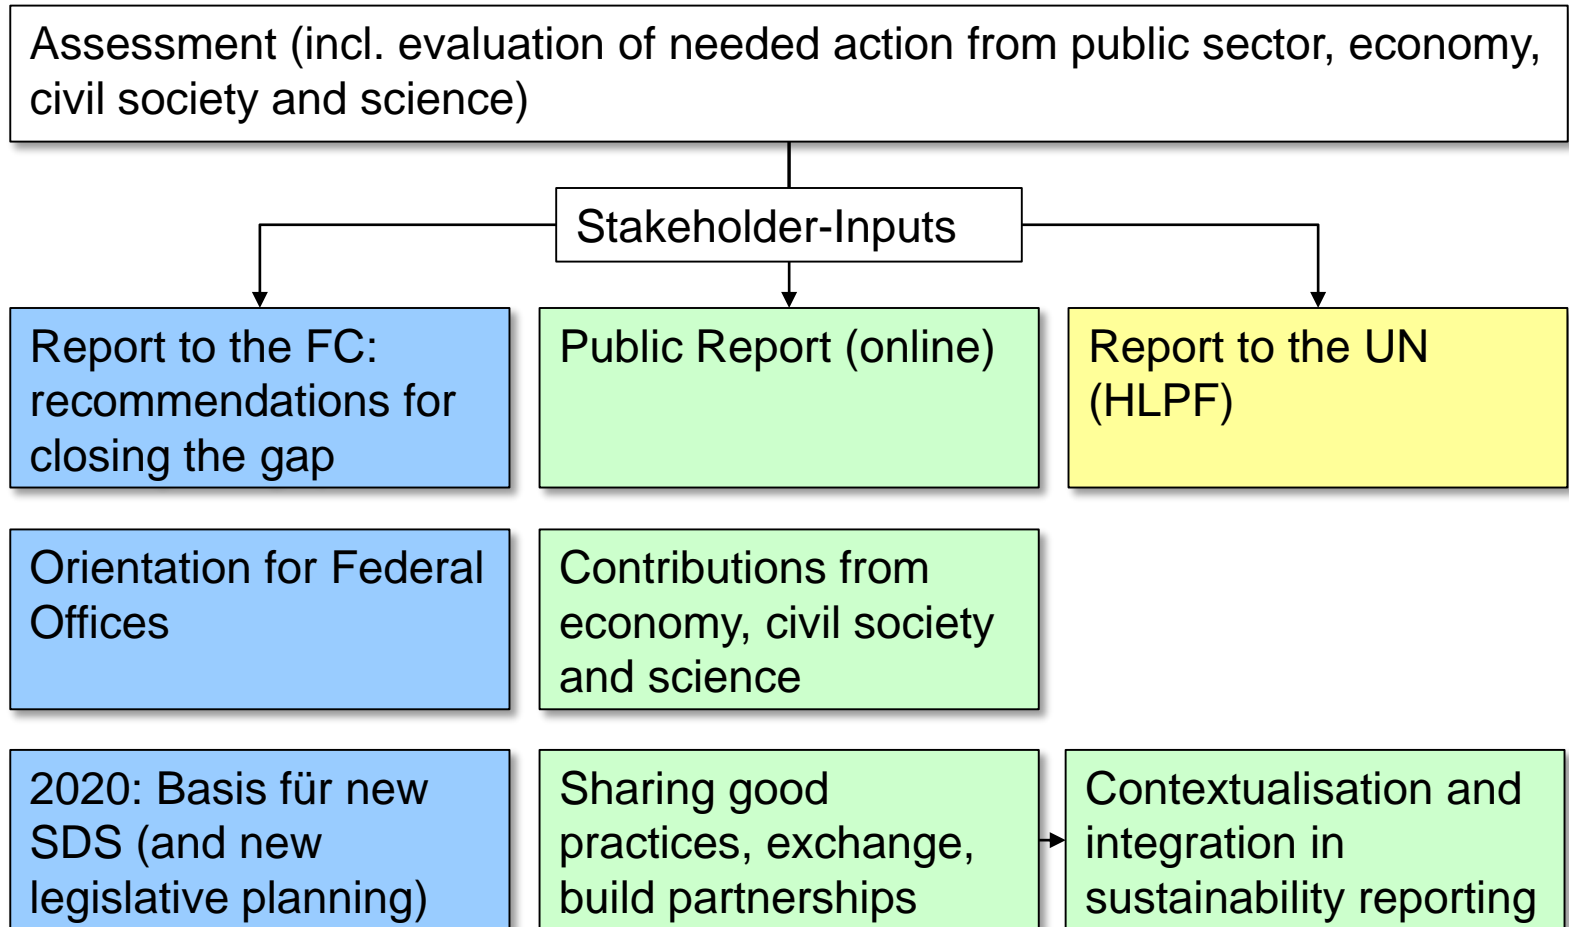 Assessment (incl. evaluation of needed action from public sector, economy,
civil society and science)
Stakeholder-Inputs
Report to the FC:
recommendations for
closing the gap
Public Report (online)
Report to the UN
(HLPF)
Orientation for Federal
Offices
Contributions from
economy, civil society
and science
2020: Basis für new
SDS (and new
legislative planning)
Sharing good
practices, exchange,
build partnerships
Contextualisation and
integration in
sustainability reporting